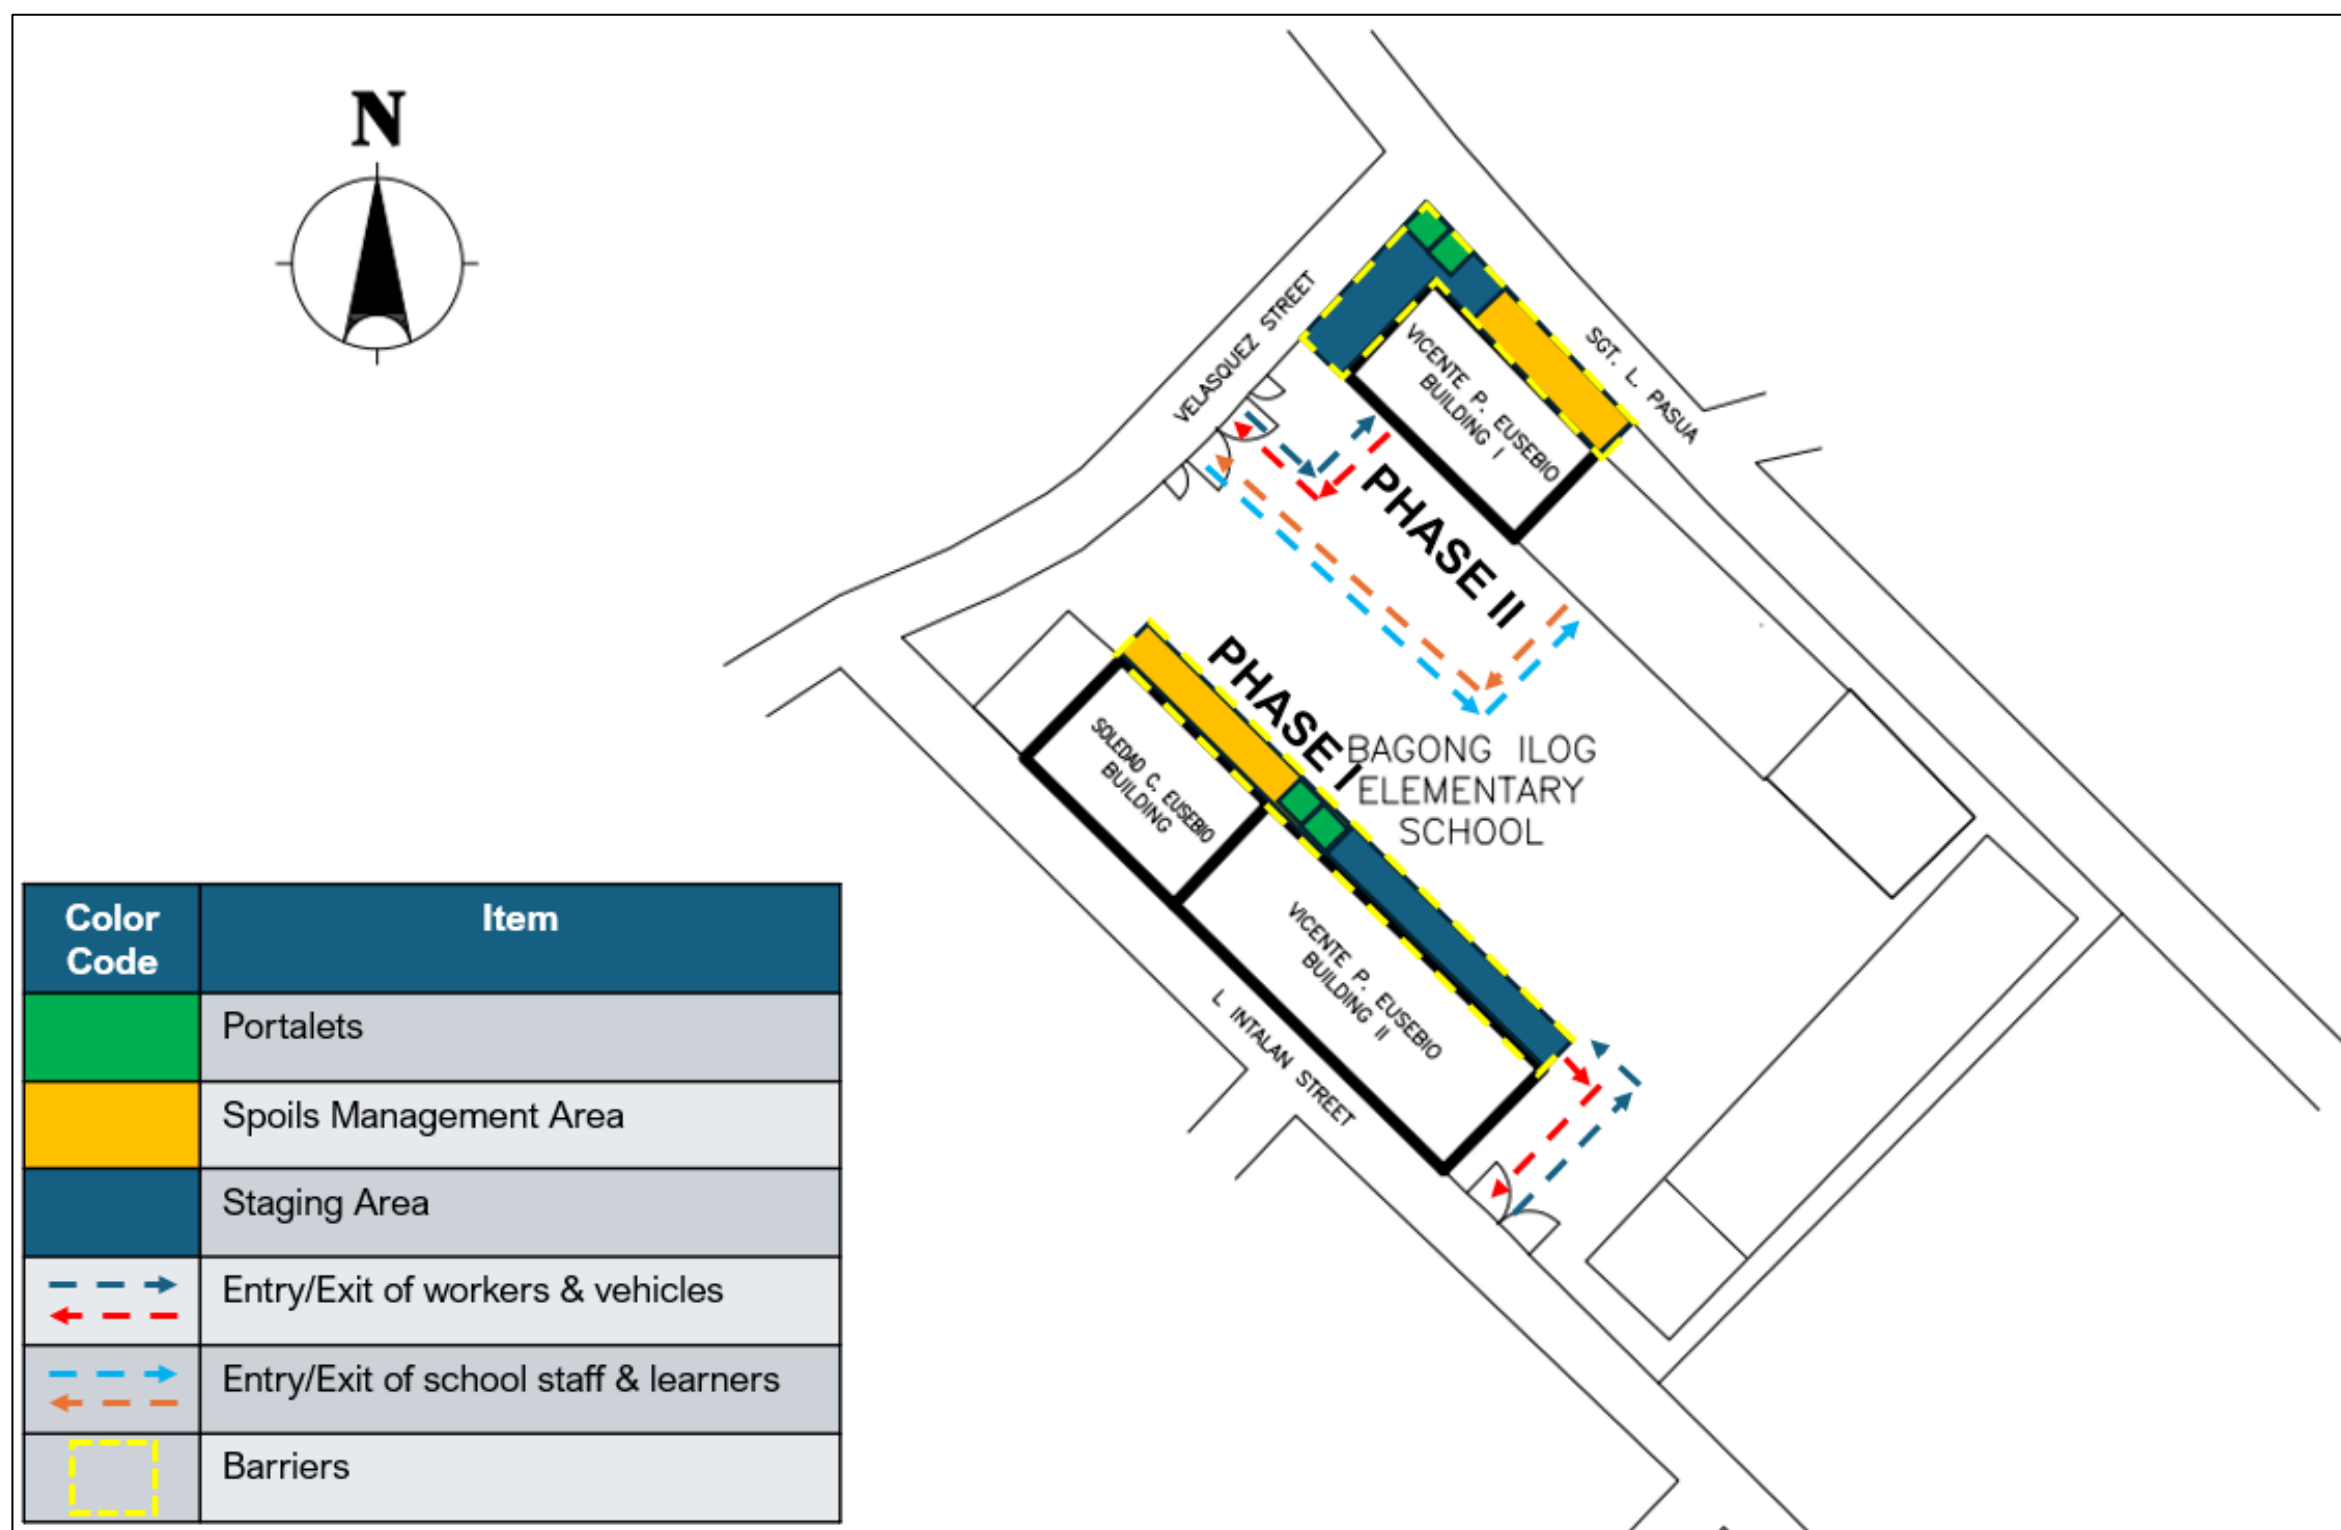 N
VELASQUEZ STREET
SGT. L. PASUA
VICENTE P. EUSEBIO
BUILDING I
PHASE II
PHASE I
BAGONG ILOG
ELEMENTARY
SCHOOL
SOLEDAD C. EUSEBIO
BUILDING
VICENTE P. EUSEBIO
BUILDING II
L INTALAN STREET
Color
Code
Item
Portalets
Spoils Management Area
Staging Area
Entry/Exit of workers & vehicles
Entry/Exit of school staff & learners
Barriers